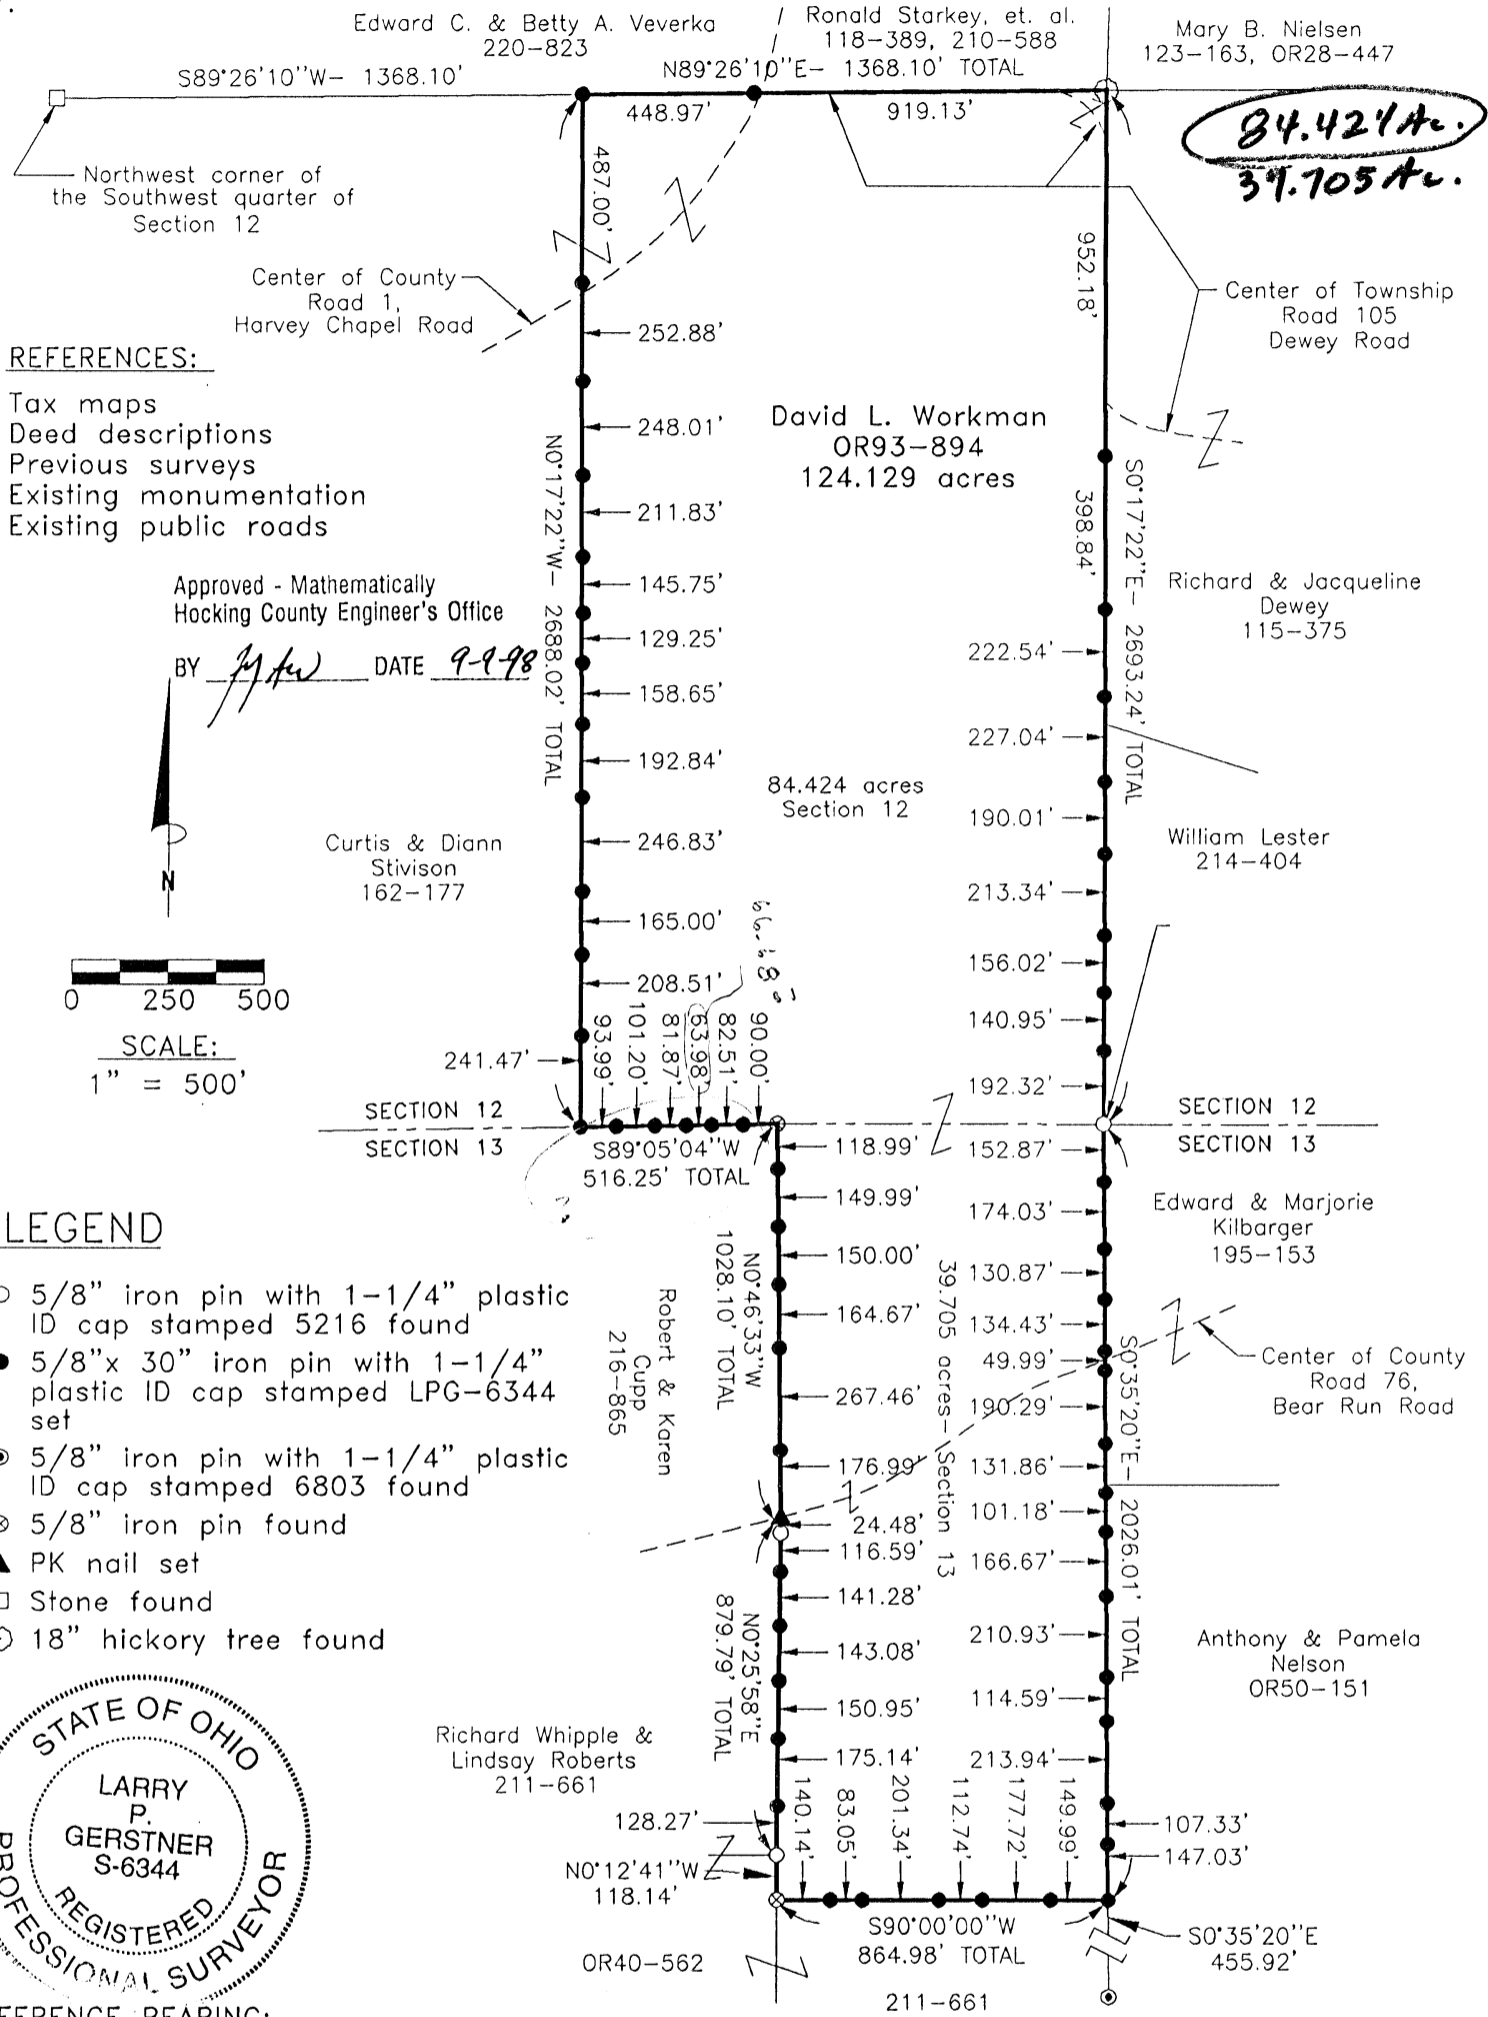 Edward C. & Betty A. Veverka
220-823
Ronald Starkey, et. al.
118-389, 210-588
Mary B. Nielsen
123-163, OR28-447
S89°26'10"W- 1368.10'
N89°26'10"E- 1368.10' TOTAL
448.97'
919.13'
84.424 Ac.
39.705 Ac.
Northwest corner of
the Southwest quarter of
Section 12
487.00'
952.18'
Center of County
Road 1,
Harvey Chapel Road
Center of Township
Road 105
Dewey Road
REFERENCES:
Tax maps
Deed descriptions
Previous surveys
Existing monumentation
Existing public roads
252.88'
248.01'
211.83'
145.75'
129.25'
158.65'
192.84'
246.83'
165.00'
208.51'
241.47'
N0°17'22"W- 2688.02' TOTAL
David L. Workman
OR93-894
124.129 acres
398.84'
S0°17'22"E- 2693.24' TOTAL
Richard & Jacqueline
Dewey
115-375
Approved - Mathematically
Hocking County Engineer's Office
BY DATE 9-9-98
222.54'
227.04'
190.01'
213.34'
156.02'
140.95'
192.32'
84.424 acres
Section 12
William Lester
214-404
Curtis & Diann
Stivison
162-177
N
0 250 500
SCALE:
1" = 500'
93.99'
101.20'
81.87'
63.98'
82.51'
90.00'
SECTION 12
SECTION 13
S89°05'04"W
516.25' TOTAL
SECTION 12
SECTION 13
118.99'
149.99'
150.00'
164.67'
267.46'
176.99'
24.48'
116.59'
141.28'
143.08'
150.95'
175.14'
128.27'
152.87'
174.03'
130.87'
134.43'
49.99'
190.29'
131.86'
101.18'
166.67'
210.93'
114.59'
213.94'
107.33'
147.03'
N0°46'33"W
1028.10' TOTAL
Robert & Karen
Cupp
216-865
39.705 acres- Section 13
Edward & Marjorie
Kilbarger
195-153
Center of County
Road 76,
Bear Run Road
S0°35'20"E- 2026.01' TOTAL
LEGEND
5/8" iron pin with 1-1/4" plastic
ID cap stamped 5216 found
5/8"x 30" iron pin with 1-1/4"
plastic ID cap stamped LPG-6344
set
5/8" iron pin with 1-1/4" plastic
ID cap stamped 6803 found
5/8" iron pin found
PK nail set
Stone found
18" hickory tree found
N0°25'58"E
879.79' TOTAL
Anthony & Pamela
Nelson
OR50-151
Richard Whipple &
Lindsay Roberts
211-661
N0°12'41"W
118.14'
140.14'
83.05'
201.34'
112.74'
177.72'
149.99'
S90°00'00"W
864.98' TOTAL
S0°35'20"E
455.92'
OR40-562
211-661
STATE OF OHIO
LARRY
P.
GERSTNER
S-6344
REGISTERED
PROFESSIONAL SURVEYOR